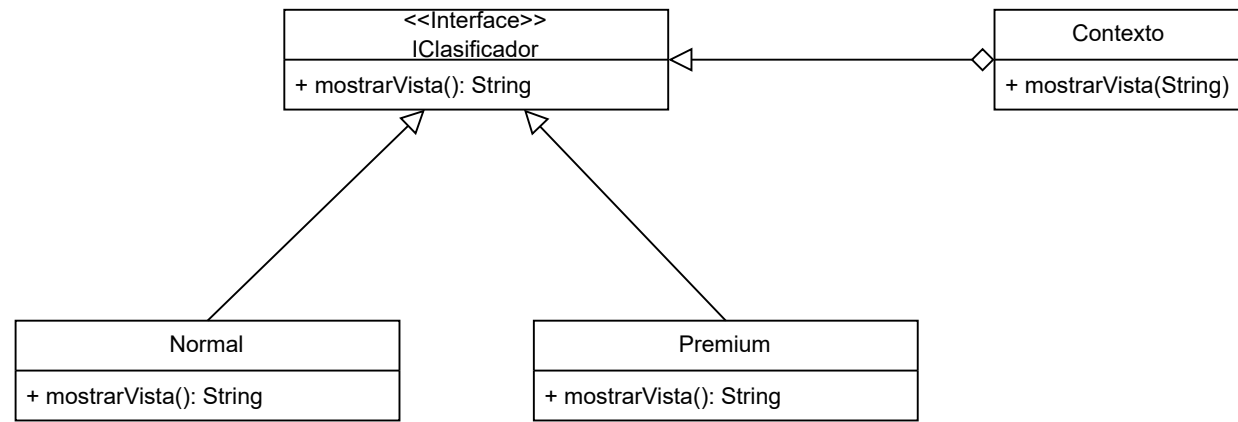 <<Interface>>
IClasificador
+ mostrarVista(): String
Contexto
+ mostrarVista(String)
Normal
+ mostrarVista(): String
Premium
+ mostrarVista(): String